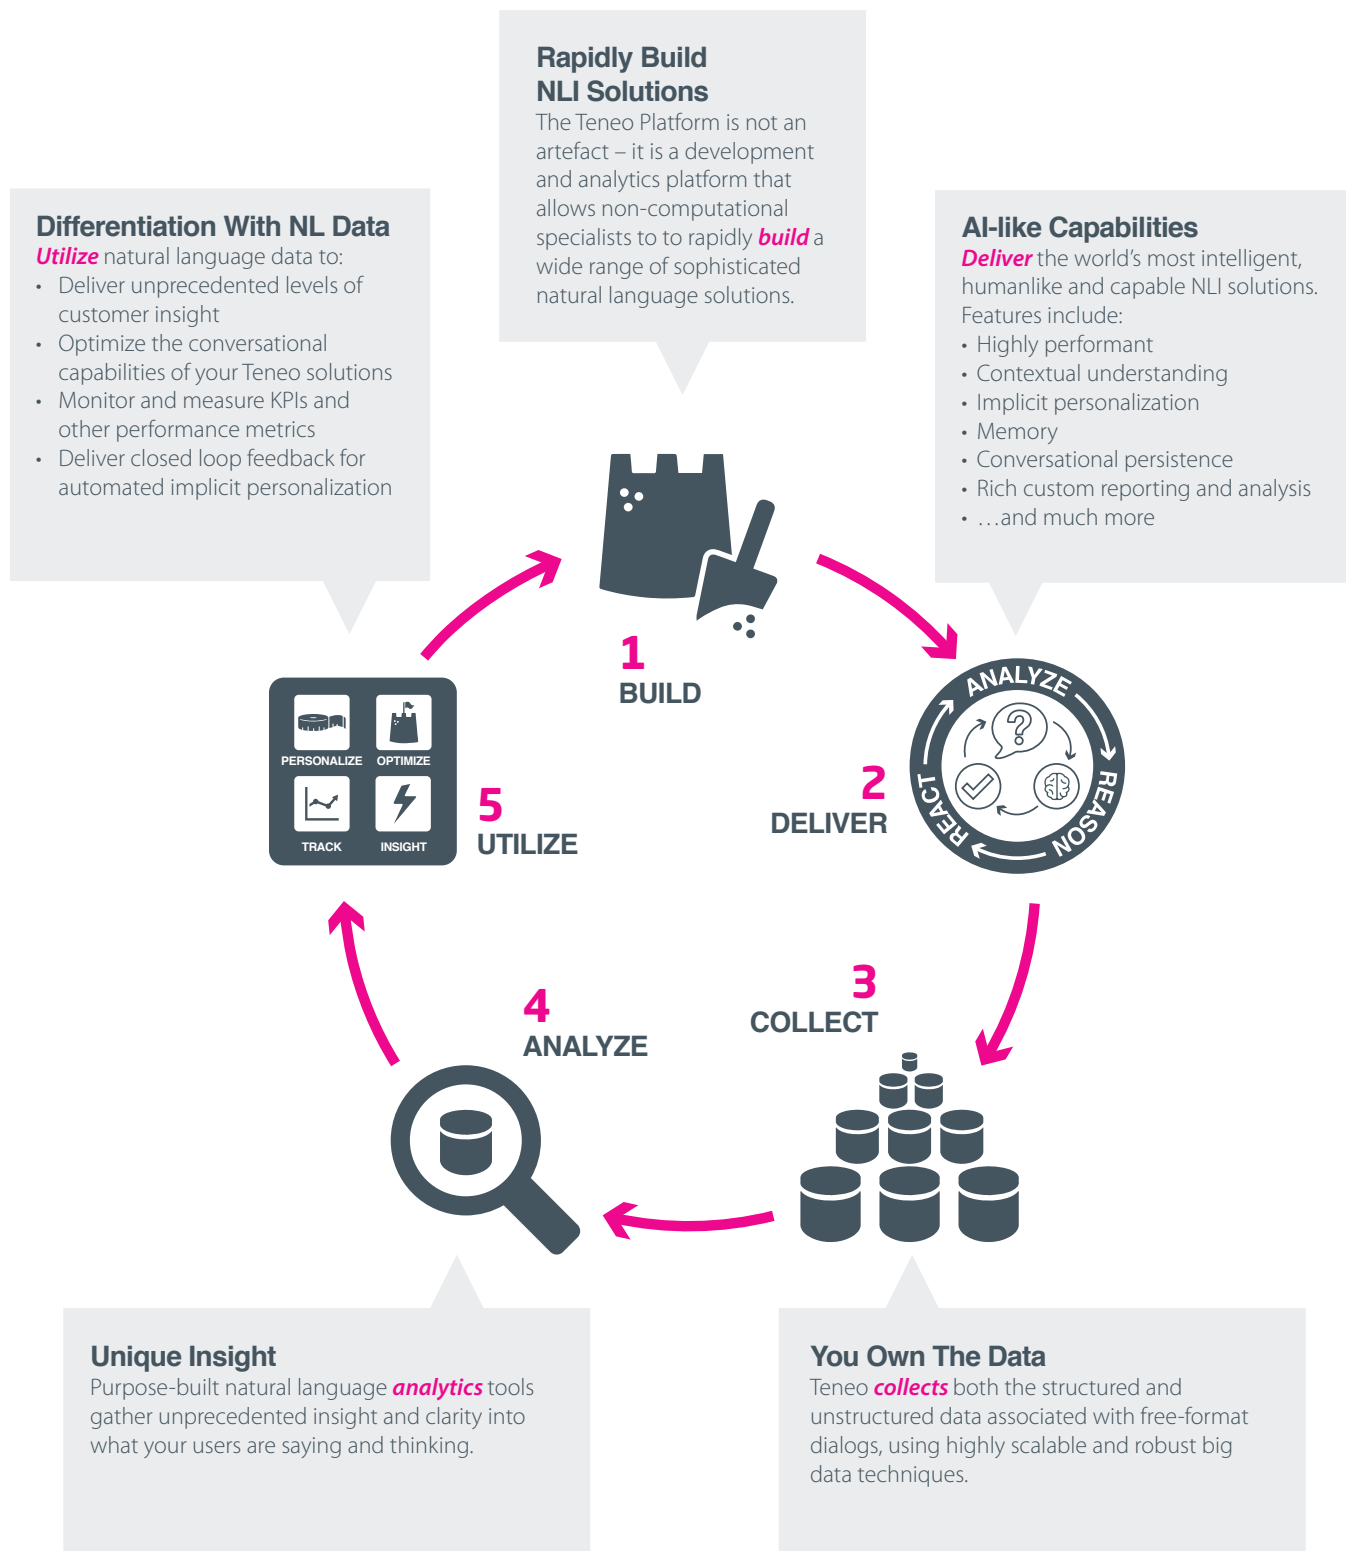 Rapidly Build
NLI Solutions
The Teneo Platform is not an
artefact – it is a development
and analytics platform that
allows non-computational
specialists to to rapidly build a
wide range of sophisticated
natural language solutions.
Differentiation With NL Data
Utilize natural language data to:
• Deliver unprecedented levels of
customer insight
• Optimize the conversational
capabilities of your Teneo solutions
• Monitor and measure KPIs and
other performance metrics
• Deliver closed loop feedback for
automated implicit personalization
AI-like Capabilities
Deliver the world's most intelligent,
humanlike and capable NLI solutions.
Features include:
• Highly performant
• Contextual understanding
• Implicit personalization
• Memory
• Conversational persistence
• Rich custom reporting and analysis
• …and much more
1
BUILD
2
DELIVER
ANALYZE
REASON
REACT
?
3
COLLECT
4
ANALYZE
5
UTILIZE
PERSONALIZE OPTIMIZE
TRACK INSIGHT
Unique Insight
Purpose-built natural language analytics tools
gather unprecedented insight and clarity into
what your users are saying and thinking.
You Own The Data
Teneo collects both the structured and
unstructured data associated with free-format
dialogs, using highly scalable and robust big
data techniques.